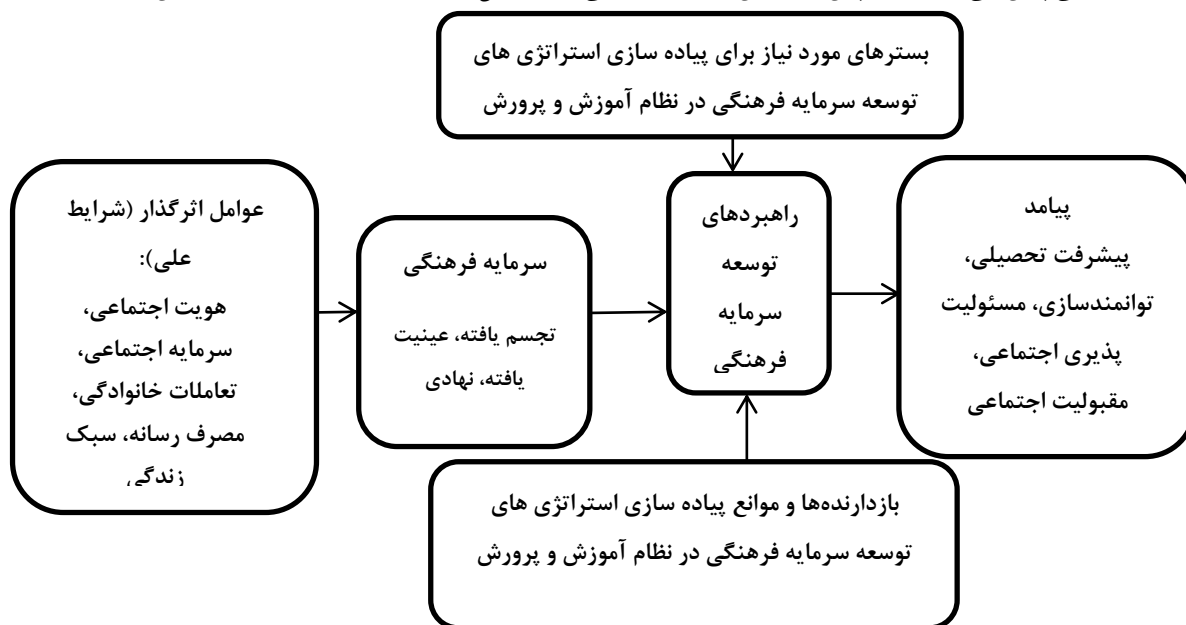 بسترهای مورد نیاز برای پیاده سازی استراتژی های
توسعه سرمایه فرهنگی در نظام آموزش و پرورش
عوامل اثرگذار (شرایط
علی):
هویت اجتماعی،
سرمایه اجتماعی،
تعاملات خانوادگی،
مصرف رسانه، سبک
زندگی
سرمایه فرهنگی
تجسم یافته، عینیت
یافته، نهادی
راهبردهای
توسعه
سرمایه
فرهنگی
پیامد
پیشرفت تحصیلی،
توانمندسازی، مسئولیت
پذیری اجتماعی،
مقبولیت اجتماعی
بازدارنده‌ها و موانع پیاده سازی استراتژی های
توسعه سرمایه فرهنگی در نظام آموزش و پرورش